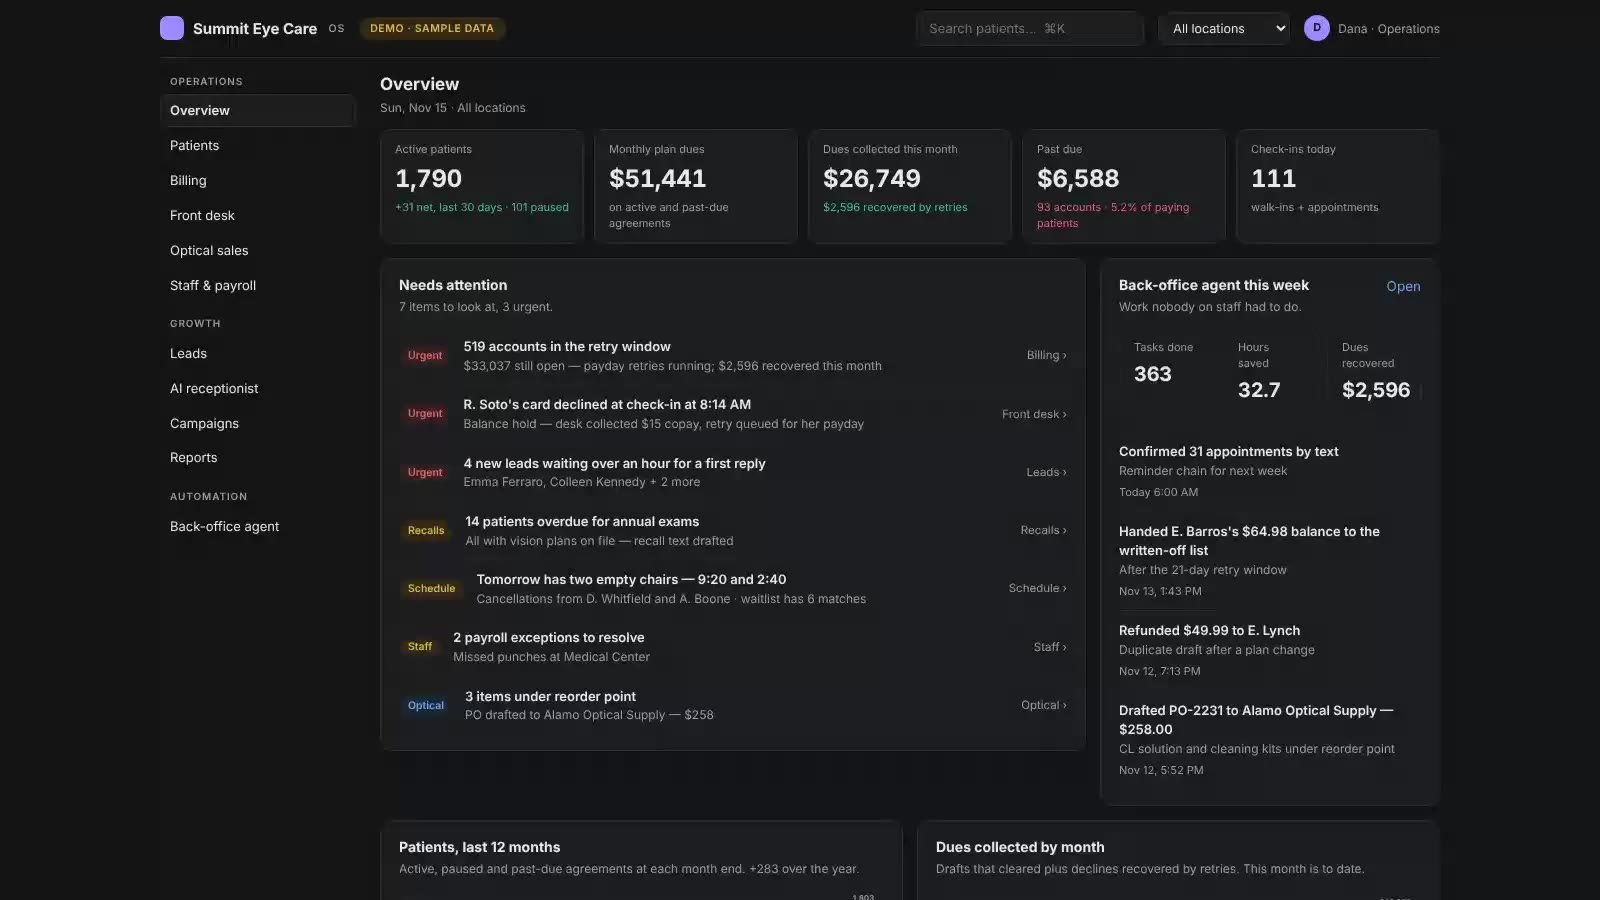 Summit Eye Care OS DEMO · SAMPLE DATA
Search patients... ⌘K
All locations
D Dana · Operations
OPERATIONS
Overview
Patients
Billing
Front desk
Optical sales
Staff & payroll
GROWTH
Leads
AI receptionist
Campaigns
Reports
AUTOMATION
Back-office agent
Overview
Sun, Nov 15 · All locations
Active patients
1,790
+31 net, last 30 days · 101 paused
Monthly plan dues
$51,441
on active and past-due
agreements
Dues collected this month
$26,749
$2,596 recovered by retries
Past due
$6,588
93 accounts · 5.2% of paying
patients
Check-ins today
111
walk-ins + appointments
Needs attention
7 items to look at, 3 urgent.
Urgent
519 accounts in the retry window
$33,037 still open — payday retries running; $2,596 recovered this month
Billing ›
Urgent
R. Soto's card declined at check-in at 8:14 AM
Balance hold — desk collected $15 copay, retry queued for her payday
Front desk ›
Urgent
4 new leads waiting over an hour for a first reply
Emma Ferraro, Colleen Kennedy + 2 more
Leads ›
Recalls
14 patients overdue for annual exams
All with vision plans on file — recall text drafted
Recalls ›
Schedule
Tomorrow has two empty chairs — 9:20 and 2:40
Cancellations from D. Whitfield and A. Boone · waitlist has 6 matches
Schedule ›
Staff
2 payroll exceptions to resolve
Missed punches at Medical Center
Staff ›
Optical
3 items under reorder point
PO drafted to Alamo Optical Supply — $258
Optical ›
Back-office agent this week
Open
Work nobody on staff had to do.
Tasks done
363
Hours
saved
32.7
Dues
recovered
$2,596
Confirmed 31 appointments by text
Reminder chain for next week
Today 6:00 AM
Handed E. Barros's $64.98 balance to the
written-off list
After the 21-day retry window
Nov 13, 1:43 PM
Refunded $49.99 to E. Lynch
Duplicate draft after a plan change
Nov 12, 7:13 PM
Drafted PO-2231 to Alamo Optical Supply —
$258.00
CL solution and cleaning kits under reorder point
Nov 12, 5:52 PM
Patients, last 12 months
Active, paused and past-due agreements at each month end. +283 over the year.
1,803
Dues collected by month
Drafts that cleared plus declines recovered by retries. This month is to date.